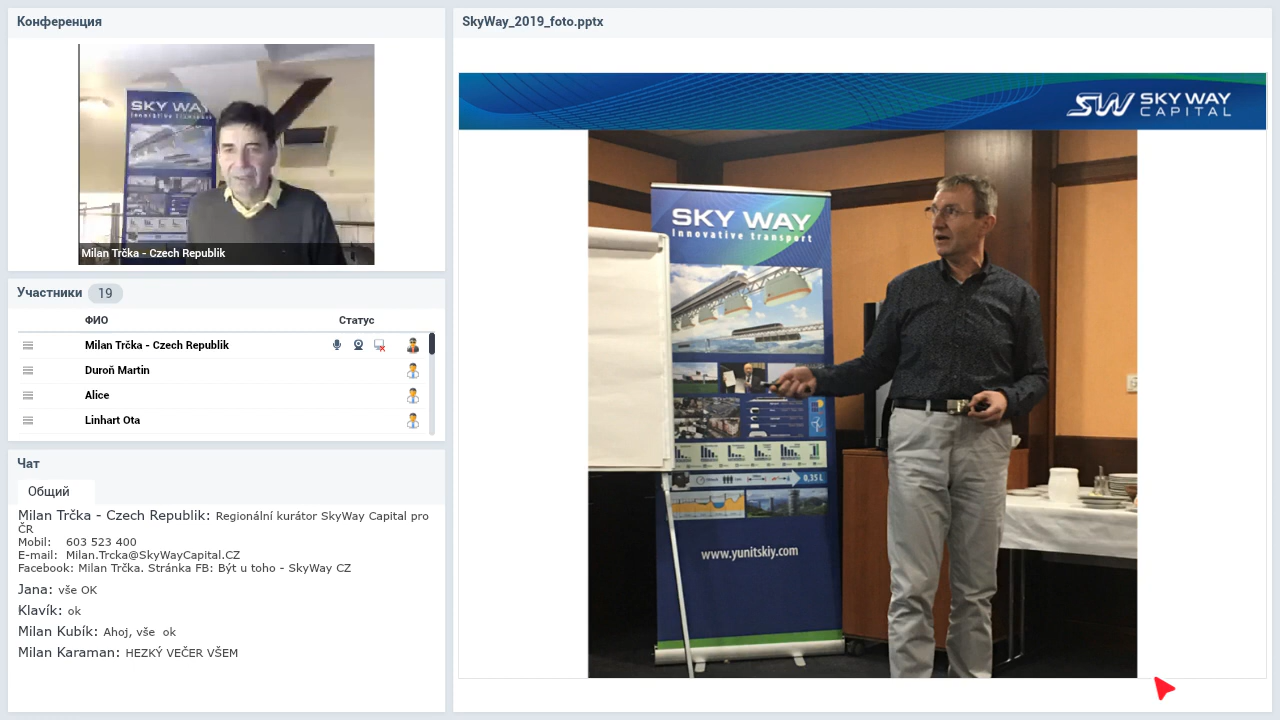 Конференция
SKY WAY
Innovative transport
Milan Trčka - Czech Republik
Участники 19
ФИО Статус
Milan Trčka - Czech Republik
Duroň Martin
Alice
Linhart Ota
Чат
Общий
Milan Trčka - Czech Republik: Regionální kurátor SkyWay Capital pro
ČR
Mobil: 603 523 400
E-mail: Milan.Trcka@SkyWayCapital.CZ
Facebook: Milan Trčka. Stránka FB: Být u toho - SkyWay CZ
Jana: vše OK
Klavík: ok
Milan Kubík: Ahoj, vše ok
Milan Karaman: HEZKÝ VEČER VŠEM
SkyWay_2019_foto.pptx
SW SKY WAY
CAPITAL
SKY WAY
Innovative transport
0,35 L
www.yunitskiy.com